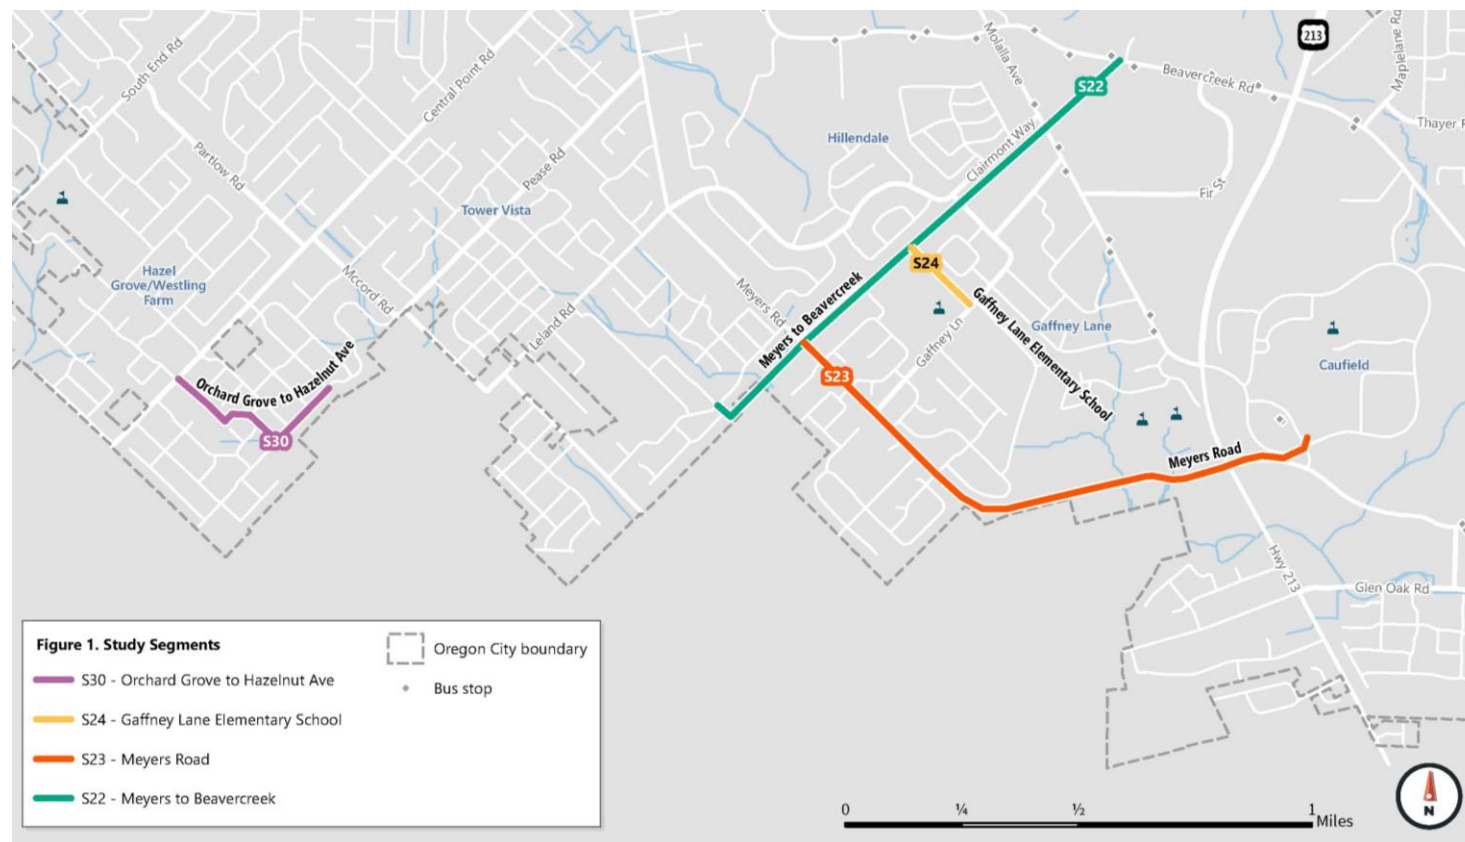 213
Molalla Ave
Maplelane Rd
South End Rd
Central Point Rd
S22
Beavercreek Rd
Thayer R
Hillendale
Clairmont Way
Partlow Rd
Pease Rd
Fir St
Tower Vista
S24
Hazel
Grove/Westling
Farm
Mccord Rd
Meyers Rd
Meyers to Beavercreek
Gaffney Lane Elementary School
Gaffney Lane
Leland Rd
Gaffney Ln
Caufield
Orchard Grove to Hazelnut Ave
S23
S30
Meyers Road
Hwy 213
Glen Oak Rd
Figure 1. Study Segments
S30 - Orchard Grove to Hazelnut Ave
S24 - Gaffney Lane Elementary School
S23 - Meyers Road
S22 - Meyers to Beavercreek
Oregon City boundary
Bus stop
0 ¼ ½ 1
Miles
N